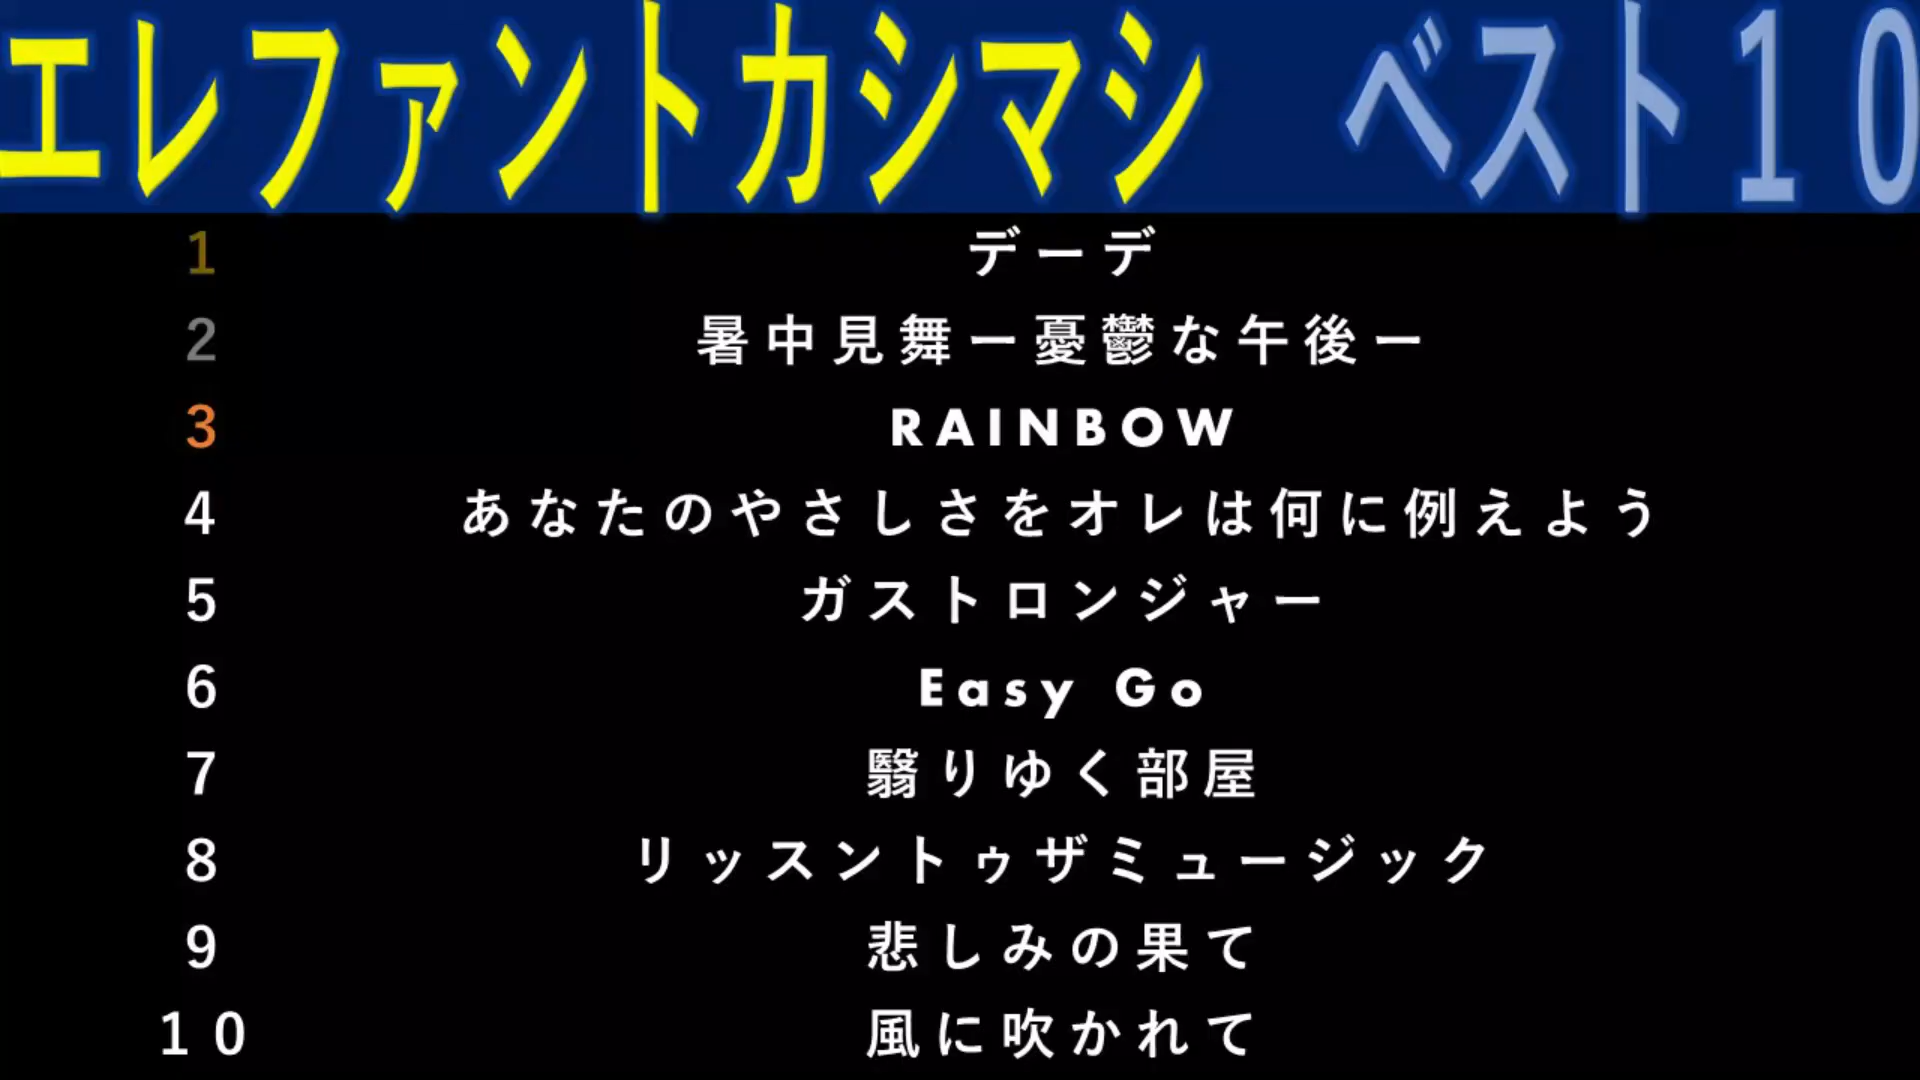 エレファントカシマシ ベスト10
1 デーデ
2 暑中見舞ー憂鬱な午後ー
3 RAINBOW
4 あなたのやさしさをオレは何に例えよう
5 ガストロンジャー
6 Easy Go
7 翳りゆく部屋
8 リッスントゥザミュージック
9 悲しみの果て
10 風に吹かれて